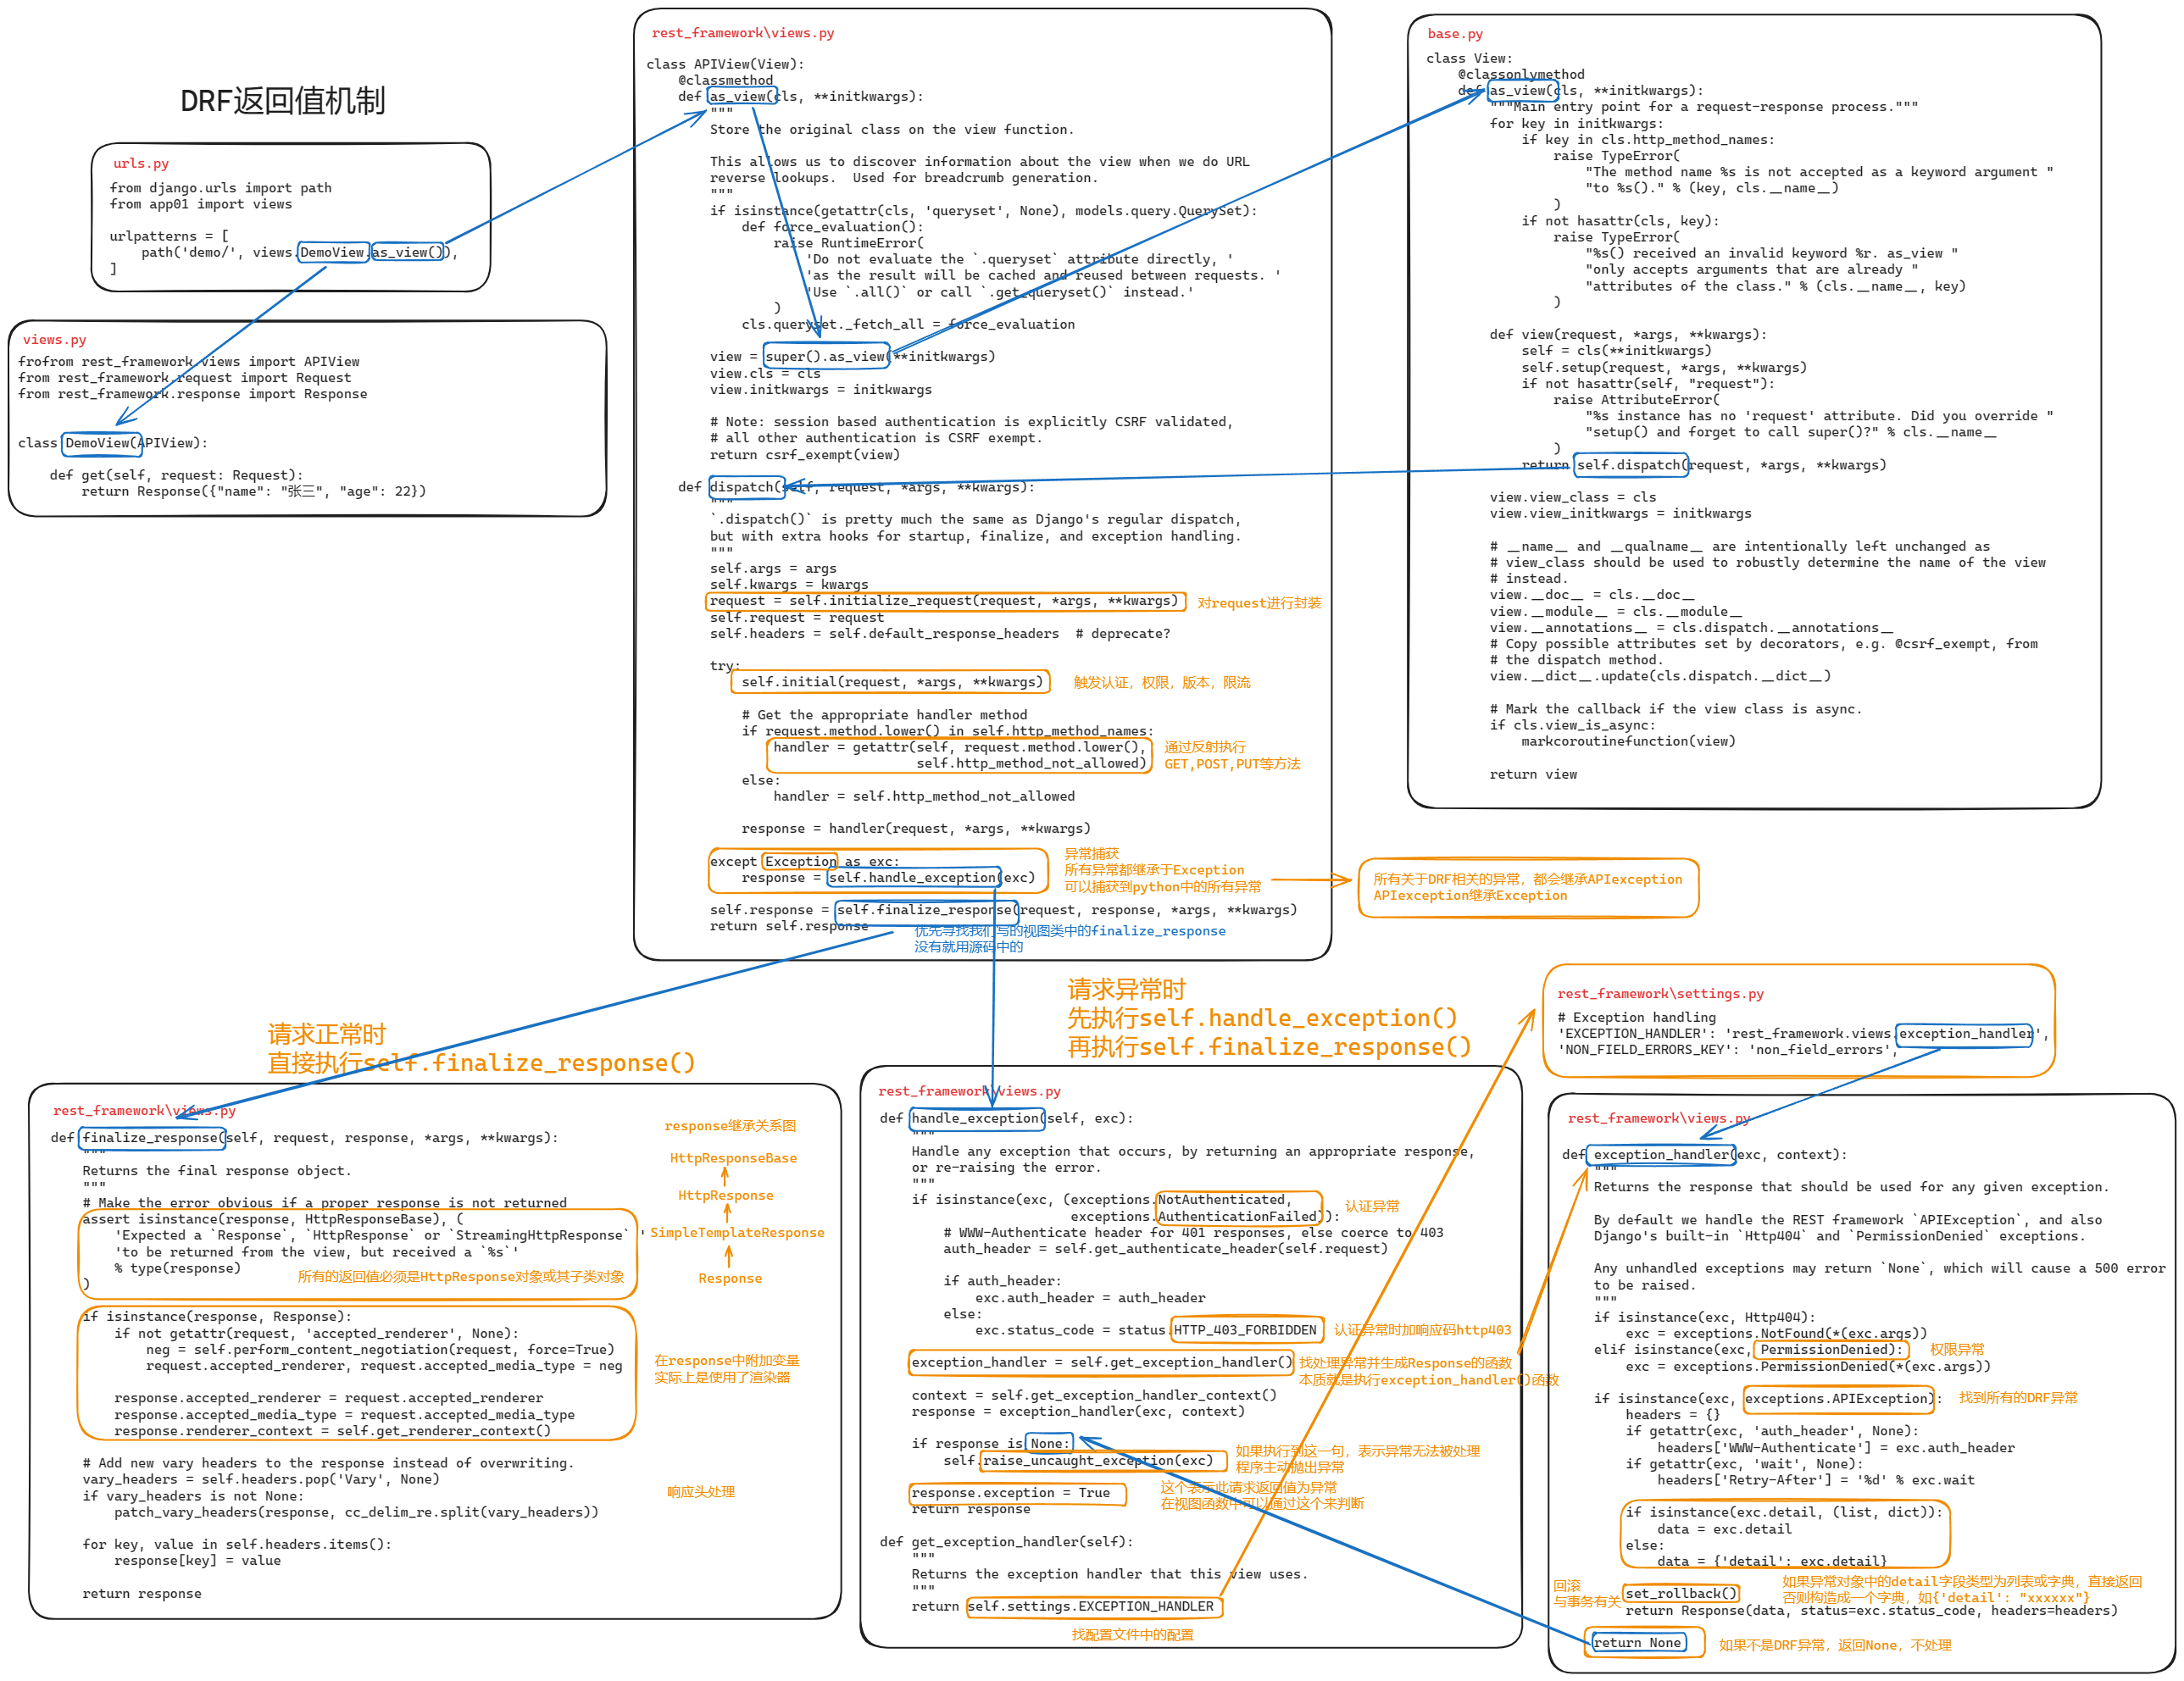 DRF返回值机制
urls.py
from django.urls import path
from app01 import views
urlpatterns = [
    path('demo/', views.DemoView.as_view()),
]
views.py
frofrom rest_framework.views import APIView
from rest_framework.request import Request
from rest_framework.response import Response
class DemoView(APIView):
    def get(self, request: Request):
        return Response({"name": "张三", "age": 22})
rest_framework\views.py
class APIView(View):
    @classmethod
    def as_view(cls, **initkwargs):
        """
        Store the original class on the view function.
        This allows us to discover information about the view when we do URL
        reverse lookups.  Used for breadcrumb generation.
        """
        if isinstance(getattr(cls, 'queryset', None), models.query.QuerySet):
            def force_evaluation():
                raise RuntimeError(
                    'Do not evaluate the `.queryset` attribute directly, '
                    'as the result will be cached and reused between requests. '
                    'Use `.all()` or call `.get_queryset()` instead.'
                )
            cls.queryset._fetch_all = force_evaluation
        view = super().as_view(**initkwargs)
        view.cls = cls
        view.initkwargs = initkwargs
        # Note: session based authentication is explicitly CSRF validated,
        # all other authentication is CSRF exempt.
        return csrf_exempt(view)
    def dispatch(self, request, *args, **kwargs):
        """
        `.dispatch()` is pretty much the same as Django's regular dispatch,
        but with extra hooks for startup, finalize, and exception handling.
        """
        self.args = args
        self.kwargs = kwargs
        request = self.initialize_request(request, *args, **kwargs)
对request进行封装
        self.request = request
        self.headers = self.default_response_headers  # deprecate?
        try:
            self.initial(request, *args, **kwargs)
触发认证，权限，版本，限流
            # Get the appropriate handler method
            if request.method.lower() in self.http_method_names:
                handler = getattr(self, request.method.lower(),
                                  self.http_method_not_allowed)
通过反射执行
GET,POST,PUT等方法
            else:
                handler = self.http_method_not_allowed
            response = handler(request, *args, **kwargs)
        except Exception as exc:
            response = self.handle_exception(exc)
异常捕获
所有异常都继承于Exception
可以捕获到python中的所有异常
所有关于DRF相关的异常，都会继承APIexception
APIexception继承Exception
        self.response = self.finalize_response(request, response, *args, **kwargs)
        return self.response
优先寻找我们写的视图类中的finalize_response
没有就用源码中的
base.py
class View:
    @classonlymethod
    def as_view(cls, **initkwargs):
        """Main entry point for a request-response process."""
        for key in initkwargs:
            if key in cls.http_method_names:
                raise TypeError(
                    "The method name %s is not accepted as a keyword argument "
                    "to %s()." % (key, cls.__name__)
                )
            if not hasattr(cls, key):
                raise TypeError(
                    "%s() received an invalid keyword %r. as_view "
                    "only accepts arguments that are already "
                    "attributes of the class." % (cls.__name__, key)
                )
        def view(request, *args, **kwargs):
            self = cls(**initkwargs)
            self.setup(request, *args, **kwargs)
            if not hasattr(self, "request"):
                raise AttributeError(
                    "%s instance has no 'request' attribute. Did you override "
                    "setup() and forget to call super()?" % cls.__name__
                )
            return self.dispatch(request, *args, **kwargs)
        view.view_class = cls
        view.view_initkwargs = initkwargs
        # __name__ and __qualname__ are intentionally left unchanged as
        # view_class should be used to robustly determine the name of the view
        # instead.
        view.__doc__ = cls.__doc__
        view.__module__ = cls.__module__
        view.__annotations__ = cls.dispatch.__annotations__
        # Copy possible attributes set by decorators, e.g. @csrf_exempt, from
        # the dispatch method.
        view.__dict__.update(cls.dispatch.__dict__)
        # Mark the callback if the view class is async.
        if cls.view_is_async:
            markcoroutinefunction(view)
        return view
请求正常时
直接执行self.finalize_response()
rest_framework\views.py
def finalize_response(self, request, response, *args, **kwargs):
    """
    Returns the final response object.
    """
    # Make the error obvious if a proper response is not returned
    assert isinstance(response, HttpResponseBase), (
        'Expected a `Response`, `HttpResponse` or `StreamingHttpResponse` '
        'to be returned from the view, but received a `%s`'
        % type(response)
    )
所有的返回值必须是HttpResponse对象或其子类对象
response继承关系图
HttpResponseBase
HttpResponse
SimpleTemplateResponse
Response
    if isinstance(response, Response):
        if not getattr(request, 'accepted_renderer', None):
            neg = self.perform_content_negotiation(request, force=True)
            request.accepted_renderer, request.accepted_media_type = neg
        response.accepted_renderer = request.accepted_renderer
        response.accepted_media_type = request.accepted_media_type
        response.renderer_context = self.get_renderer_context()
在response中附加变量
实际上是使用了渲染器
    # Add new vary headers to the response instead of overwriting.
    vary_headers = self.headers.pop('Vary', None)
    if vary_headers is not None:
        patch_vary_headers(response, cc_delim_re.split(vary_headers))
响应头处理
    for key, value in self.headers.items():
        response[key] = value
    return response
请求异常时
先执行self.handle_exception()
再执行self.finalize_response()
rest_framework\views.py
def handle_exception(self, exc):
    """
    Handle any exception that occurs, by returning an appropriate response,
    or re-raising the error.
    """
    if isinstance(exc, (exceptions.NotAuthenticated,
                        exceptions.AuthenticationFailed)):
认证异常
        # WWW-Authenticate header for 401 responses, else coerce to 403
        auth_header = self.get_authenticate_header(self.request)
        if auth_header:
            exc.auth_header = auth_header
        else:
            exc.status_code = status.HTTP_403_FORBIDDEN
认证异常时加响应码http403
    exception_handler = self.get_exception_handler()
找处理异常并生成Response的函数
本质就是执行exception_handler()函数
    context = self.get_exception_handler_context()
    response = exception_handler(exc, context)
    if response is None:
        self.raise_uncaught_exception(exc)
如果执行到这一句，表示异常无法被处理
程序主动抛出异常
    response.exception = True
    return response
这个表示此请求返回值为异常
在视图函数中可以通过这个来判断
def get_exception_handler(self):
    """
    Returns the exception handler that this view uses.
    """
    return self.settings.EXCEPTION_HANDLER
找配置文件中的配置
rest_framework\settings.py
# Exception handling
'EXCEPTION_HANDLER': 'rest_framework.views.exception_handler',
'NON_FIELD_ERRORS_KEY': 'non_field_errors',
rest_framework\views.py
def exception_handler(exc, context):
    """
    Returns the response that should be used for any given exception.
    By default we handle the REST framework `APIException`, and also
    Django's built-in `Http404` and `PermissionDenied` exceptions.
    Any unhandled exceptions may return `None`, which will cause a 500 error
    to be raised.
    """
    if isinstance(exc, Http404):
        exc = exceptions.NotFound(*(exc.args))
    elif isinstance(exc, PermissionDenied):
权限异常
        exc = exceptions.PermissionDenied(*(exc.args))
    if isinstance(exc, exceptions.APIException):
找到所有的DRF异常
        headers = {}
        if getattr(exc, 'auth_header', None):
            headers['WWW-Authenticate'] = exc.auth_header
        if getattr(exc, 'wait', None):
            headers['Retry-After'] = '%d' % exc.wait
        if isinstance(exc.detail, (list, dict)):
            data = exc.detail
        else:
            data = {'detail': exc.detail}
如果异常对象中的detail字段类型为列表或字典，直接返回
否则构造成一个字典，如{'detail': "xxxxxx"}
回滚
与事务有关
        set_rollback()
        return Response(data, status=exc.status_code, headers=headers)
    return None
如果不是DRF异常，返回None，不处理